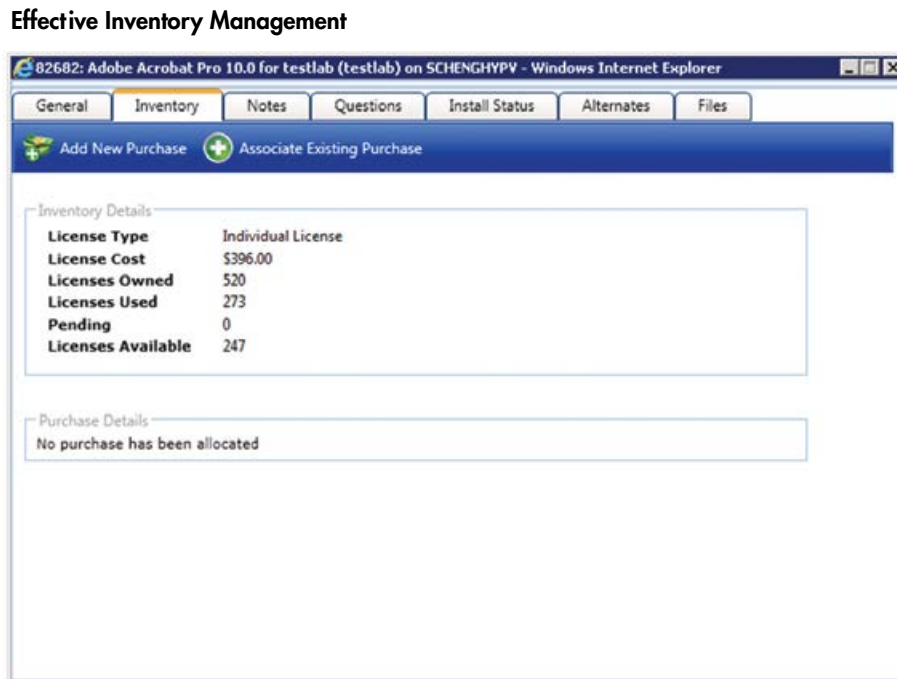 Effective Inventory Management
82682: Adobe Acrobat Pro 10.0 for testlab (testlab) on SCHENGHYPV - Windows Internet Explorer
General Inventory Notes Questions Install Status Alternates Files
Add New Purchase Associate Existing Purchase
Inventory Details
License Type Individual License
License Cost $396.00
Licenses Owned 520
Licenses Used 273
Pending 0
Licenses Available 247
Purchase Details
No purchase has been allocated